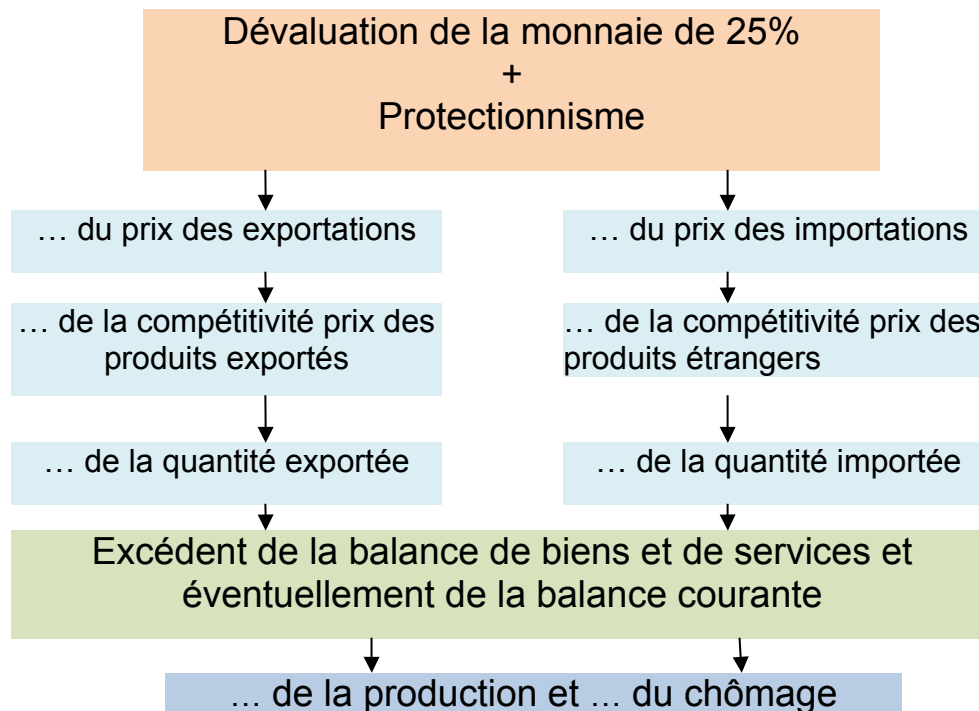 Dévaluation de la monnaie de 25%
+
Protectionnisme
… du prix des exportations
… du prix des importations
… de la compétitivité prix des
produits exportés
… de la compétitivité prix des
produits étrangers
… de la quantité exportée
… de la quantité importée
Excédent de la balance de biens et de services et
éventuellement de la balance courante
… de la production et … du chômage